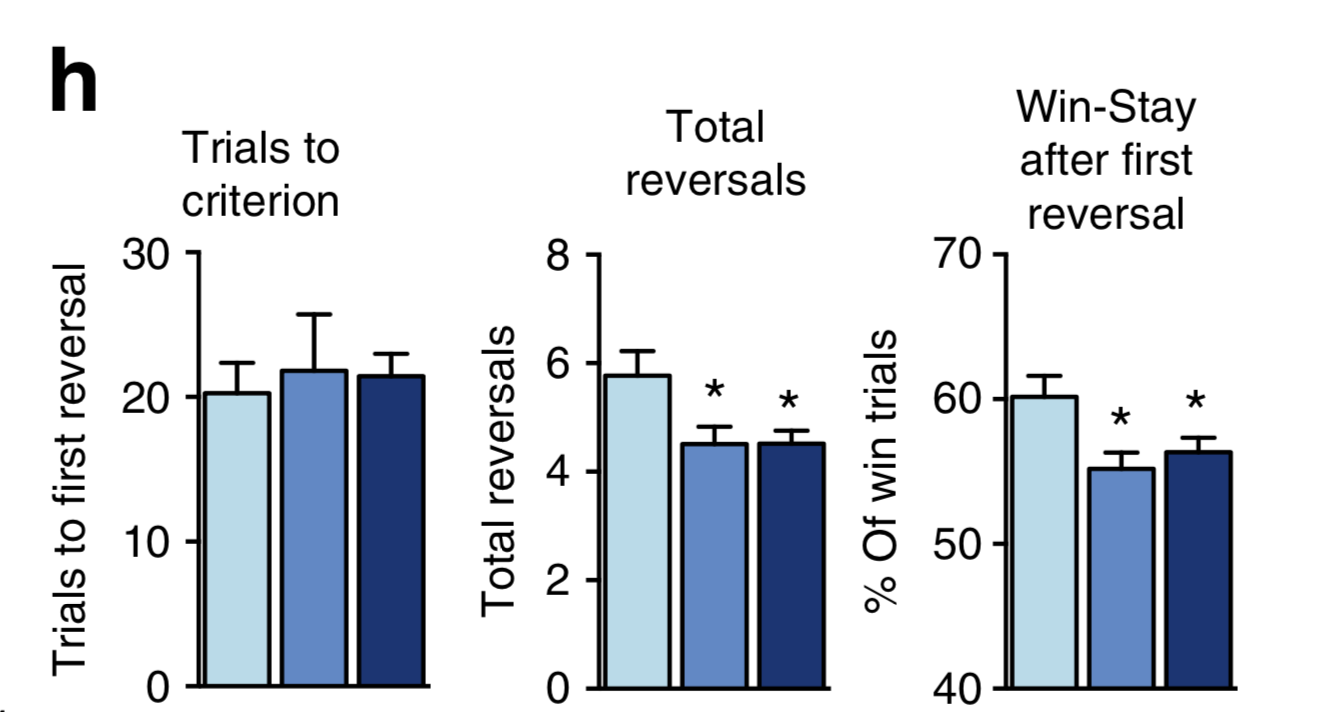 h
Trials to
criterion
Trials to first reversal
30
20
10
0
Total
reversals
Total reversals
8
6
*
*
4
2
0
Win-Stay
after first
reversal
% Of win trials
70
60
*
*
50
40